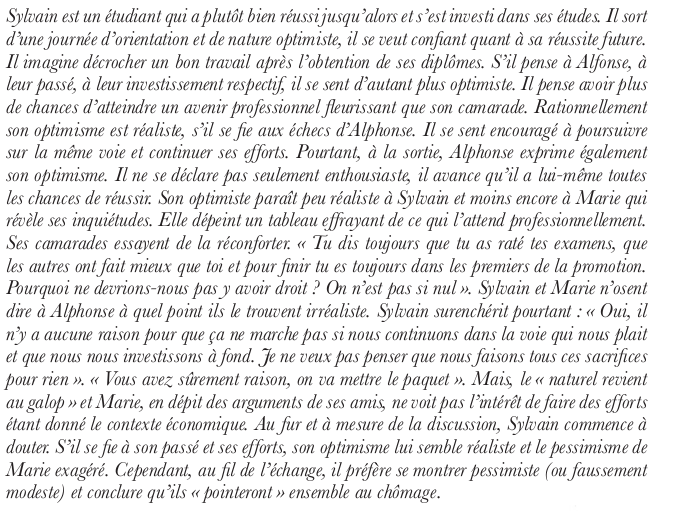 Sylvain est un étudiant qui a plutôt bien réussi jusqu'alors et s'est investi dans ses études. Il sort
d'une journée d'orientation et de nature optimiste, il se veut confiant quant à sa réussite future.
Il imagine décrocher un bon travail après l'obtention de ses diplômes. S'il pense à Alfonse, à
leur passé, à leur investissement respectif, il se sent d'autant plus optimiste. Il pense avoir plus
de chances d'atteindre un avenir professionnel fleurissant que son camarade. Rationnellement
son optimisme est réaliste, s'il se fie aux échecs d'Alphonse. Il se sent encouragé à poursuivre
sur la même voie et continuer ses efforts. Pourtant, à la sortie, Alphonse exprime également
son optimisme. Il ne se déclare pas seulement enthousiaste, il avance qu'il a lui-même toutes
les chances de réussir. Son optimiste paraît peu réaliste à Sylvain et moins encore à Marie qui
révèle ses inquiétudes. Elle dépeint un tableau effrayant de ce qui l'attend professionnellement.
Ses camarades essayent de la réconforter. « Tu dis toujours que tu as raté tes examens, que
les autres ont fait mieux que toi et pour finir tu es toujours dans les premiers de la promotion.
Pourquoi ne devrions-nous pas y avoir droit ? On n'est pas si nul ». Sylvain et Marie n'osent
dire à Alphonse à quel point ils le trouvent irréaliste. Sylvain surenchérit pourtant : « Oui, il
n'y a aucune raison pour que ça ne marche pas si nous continuons dans la voie qui nous plait
et que nous nous investissons à fond. Je ne veux pas penser que nous faisons tous ces sacrifices
pour rien ». « Vous avez sûrement raison, on va mettre le paquet ». Mais, le « naturel revient
au galop » et Marie, en dépit des arguments de ses amis, ne voit pas l'intérêt de faire des efforts
étant donné le contexte économique. Au fur et à mesure de la discussion, Sylvain commence à
douter. S'il se fie à son passé et ses efforts, son optimisme lui semble réaliste et le pessimisme de
Marie exagéré. Cependant, au fil de l'échange, il préfère se montrer pessimiste (ou faussement
modeste) et conclure qu'ils « pointeront » ensemble au chômage.